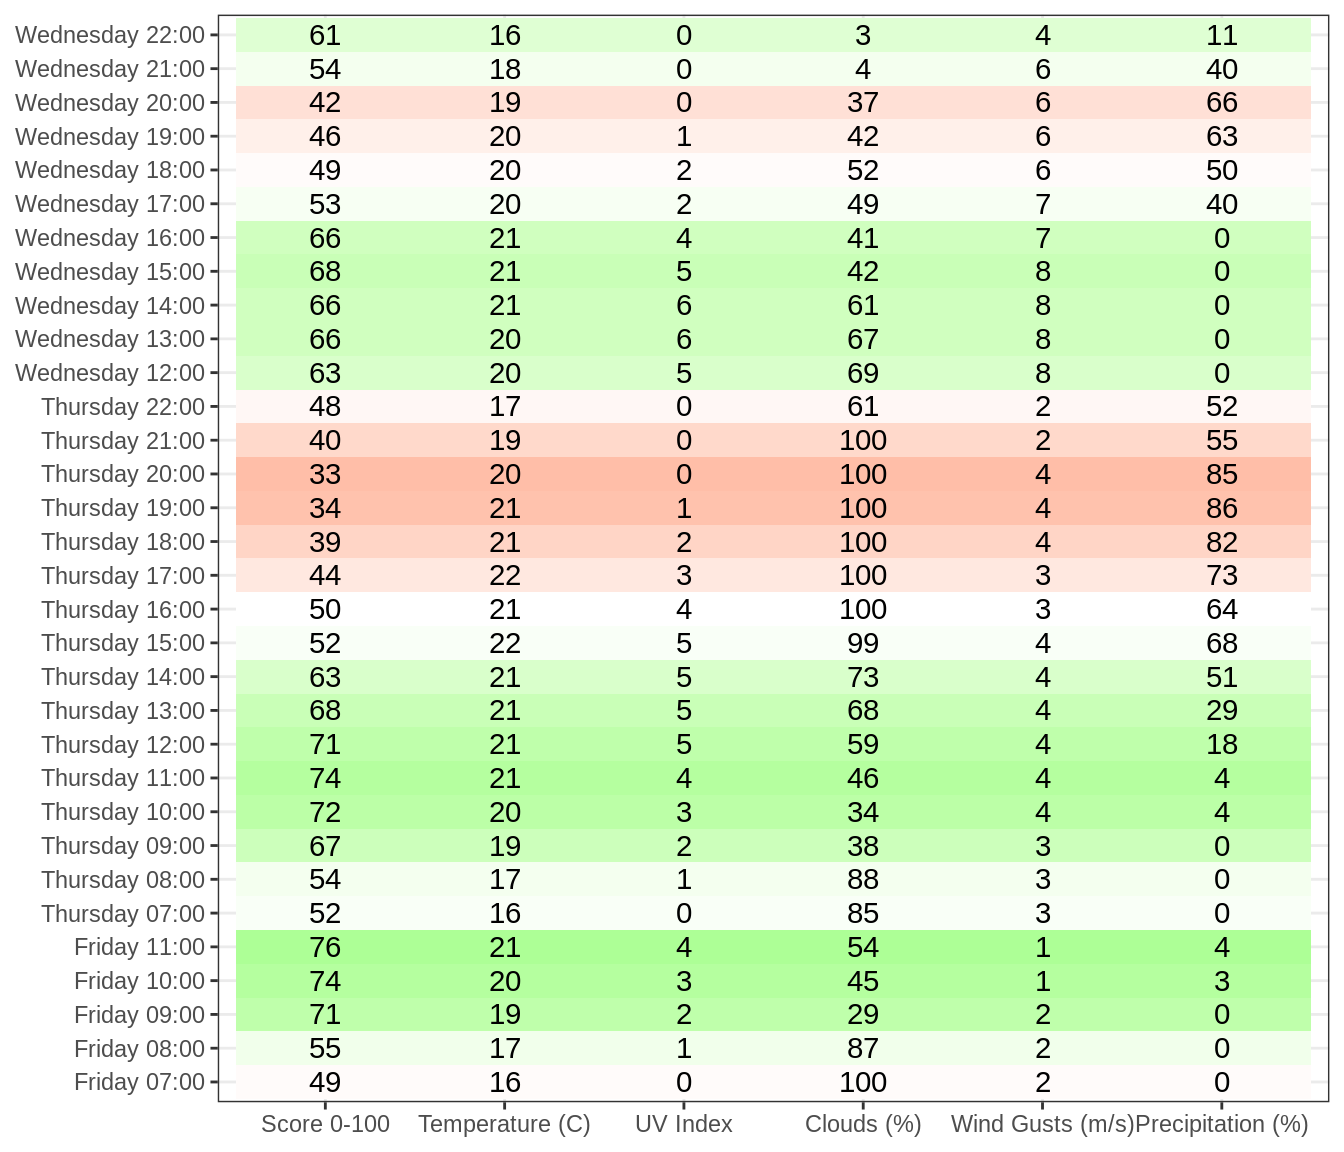 Wednesday 22:00 61 16 0 3 4 11
Wednesday 21:00 54 18 0 4 6 40
Wednesday 20:00 42 19 0 37 6 66
Wednesday 19:00 46 20 1 42 6 63
Wednesday 18:00 49 20 2 52 6 50
Wednesday 17:00 53 20 2 49 7 40
Wednesday 16:00 66 21 4 41 7 0
Wednesday 15:00 68 21 5 42 8 0
Wednesday 14:00 66 21 6 61 8 0
Wednesday 13:00 66 20 6 67 8 0
Wednesday 12:00 63 20 5 69 8 0
Thursday 22:00 48 17 0 61 2 52
Thursday 21:00 40 19 0 100 2 55
Thursday 20:00 33 20 0 100 4 85
Thursday 19:00 34 21 1 100 4 86
Thursday 18:00 39 21 2 100 4 82
Thursday 17:00 44 22 3 100 3 73
Thursday 16:00 50 21 4 100 3 64
Thursday 15:00 52 22 5 99 4 68
Thursday 14:00 63 21 5 73 4 51
Thursday 13:00 68 21 5 68 4 29
Thursday 12:00 71 21 5 59 4 18
Thursday 11:00 74 21 4 46 4 4
Thursday 10:00 72 20 3 34 4 4
Thursday 09:00 67 19 2 38 3 0
Thursday 08:00 54 17 1 88 3 0
Thursday 07:00 52 16 0 85 3 0
Friday 11:00 76 21 4 54 1 4
Friday 10:00 74 20 3 45 1 3
Friday 09:00 71 19 2 29 2 0
Friday 08:00 55 17 1 87 2 0
Friday 07:00 49 16 0 100 2 0
Score 0-100 Temperature (C) UV Index Clouds (%) Wind Gusts (m/s) Precipitation (%)